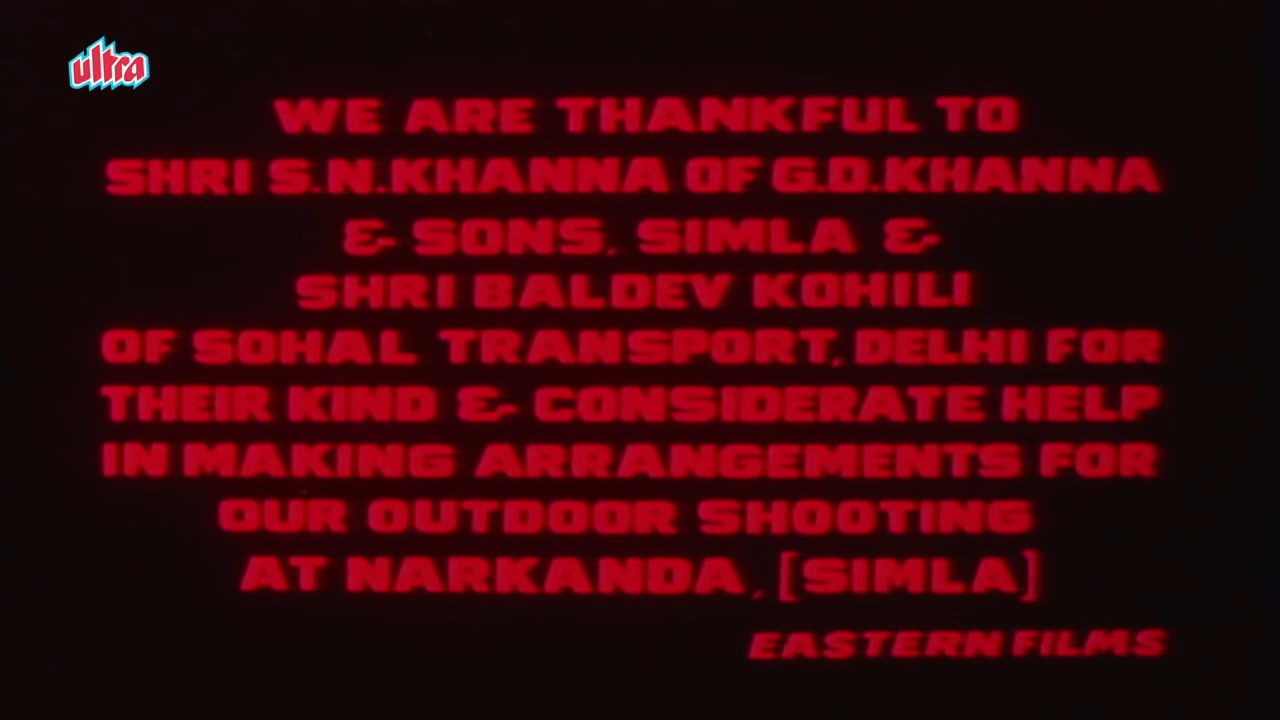 ultra
WE ARE THANKFUL TO
SHRI S.N.KHANNA OF G.D.KHANNA
& SONS, SIMLA &
SHRI BALDEV KOHILI
OF SOHAL TRANSPORT, DELHI FOR
THEIR KIND & CONSIDERATE HELP
IN MAKING ARRANGEMENTS FOR
OUR OUTDOOR SHOOTING
AT NARKANDA, [SIMLA]
EASTERN FILMS